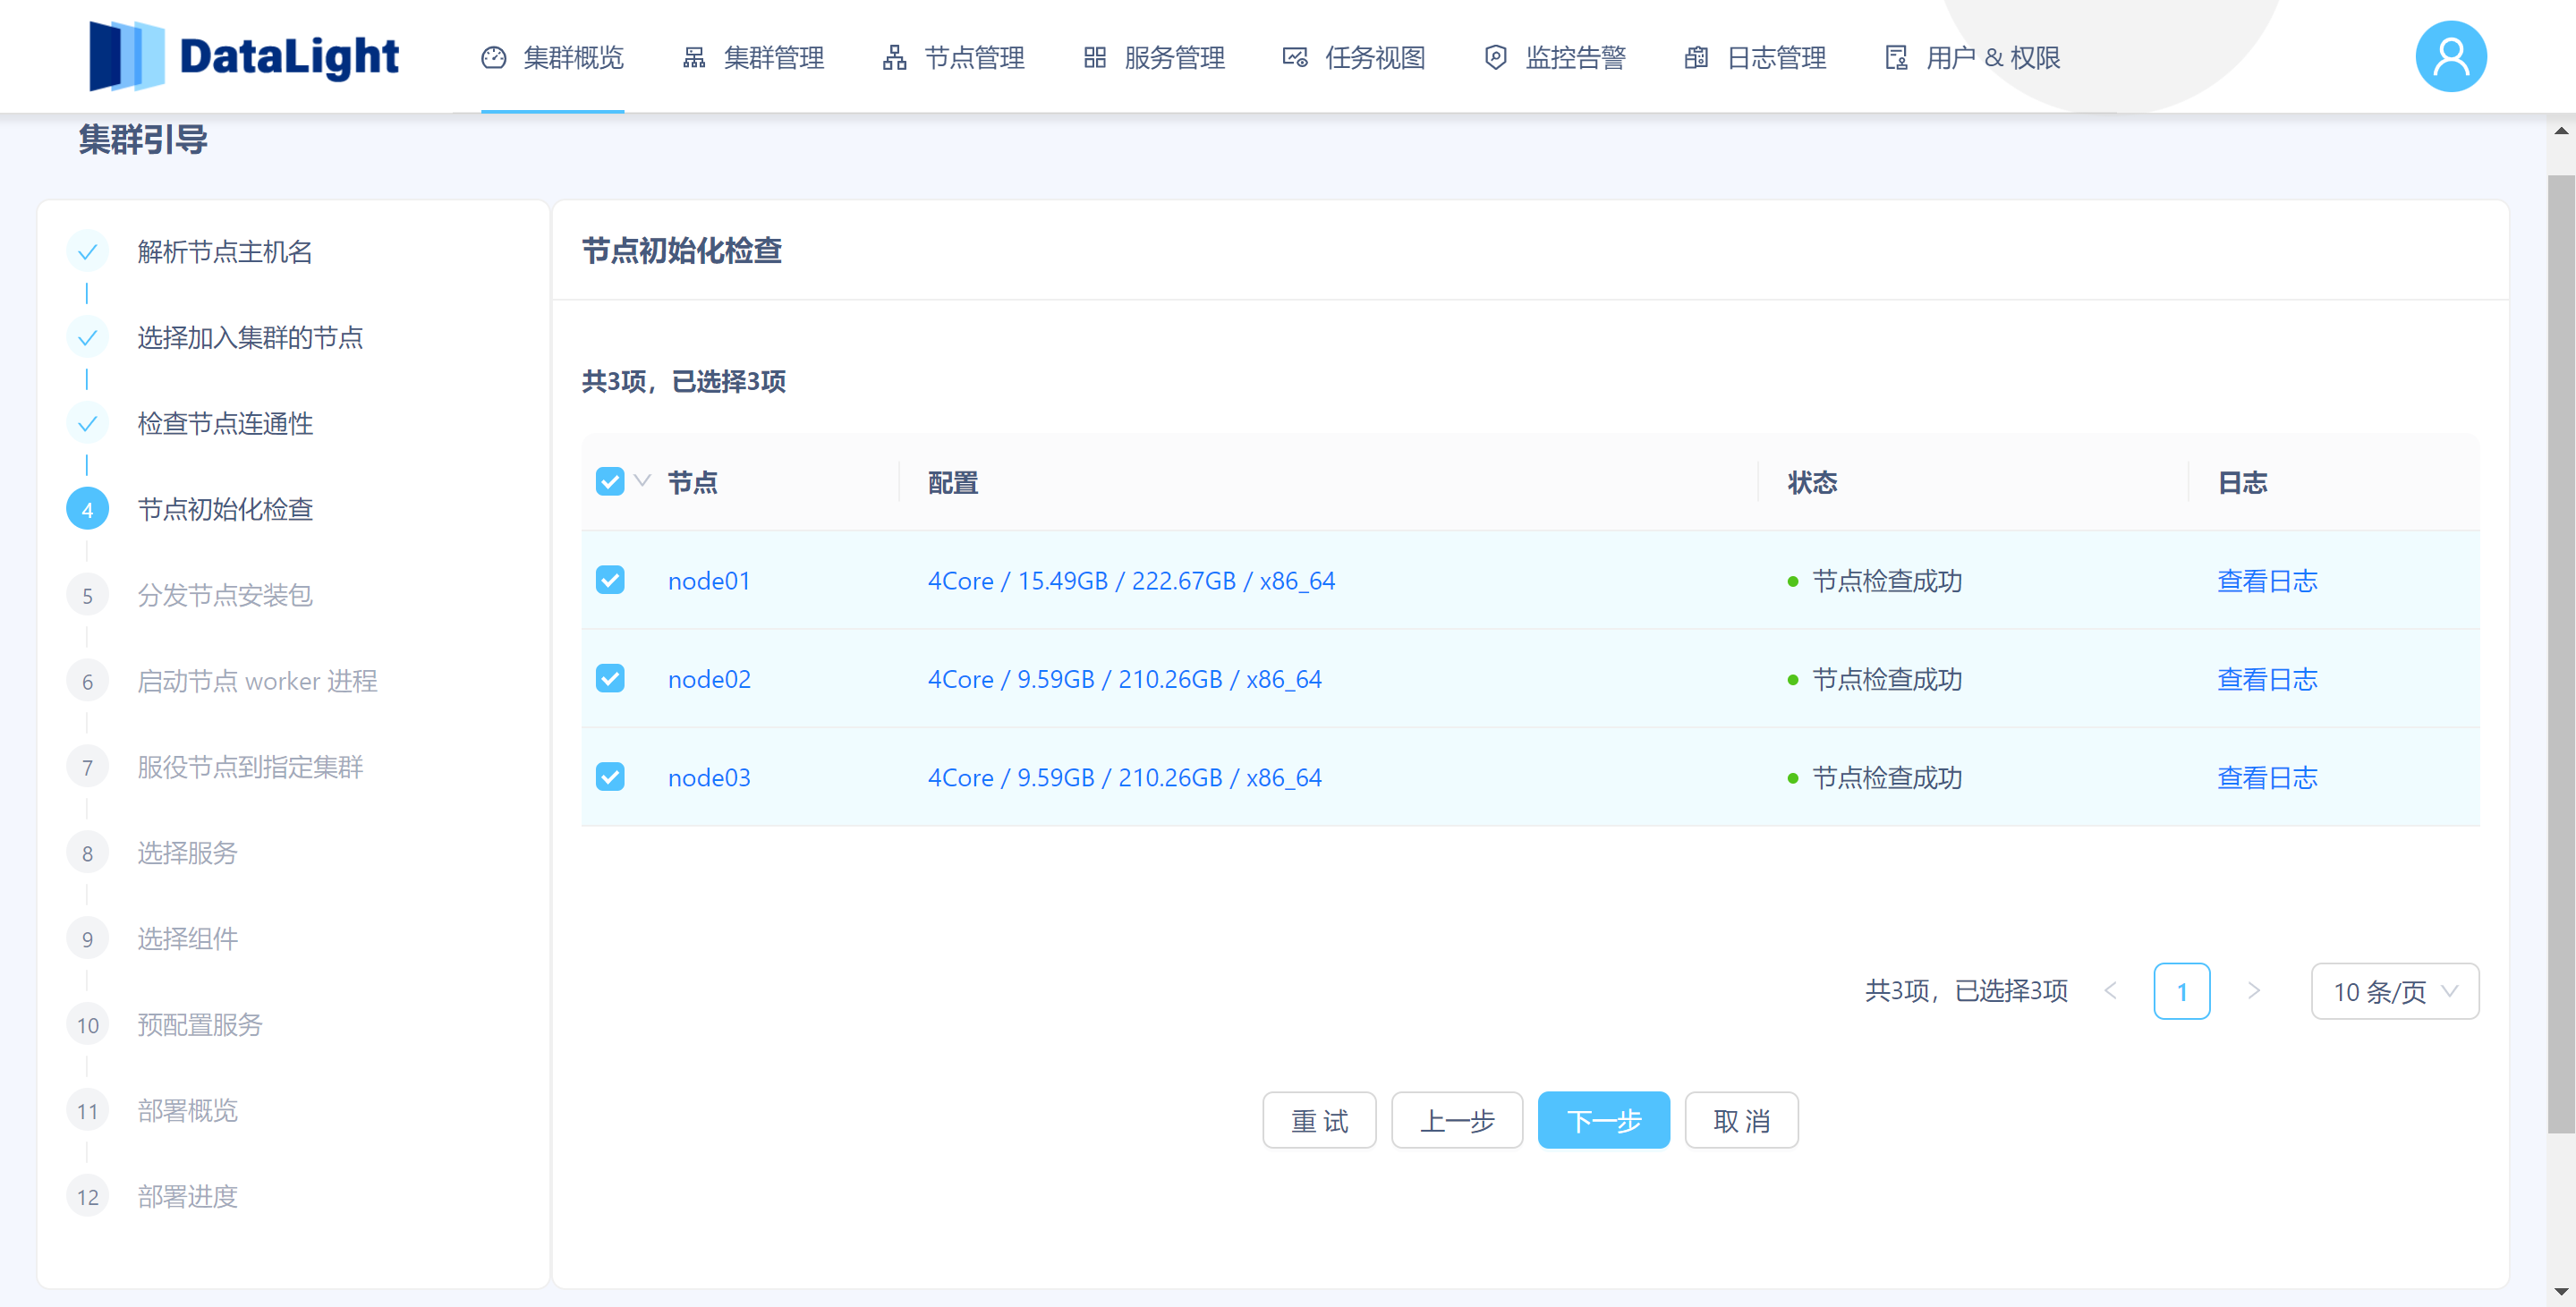 DataLight
集群概览
集群管理
节点管理
服务管理
任务视图
监控告警
日志管理
用户 & 权限
集群引导
解析节点主机名
选择加入集群的节点
检查节点连通性
4 节点初始化检查
5 分发节点安装包
6 启动节点 worker 进程
7 服役节点到指定集群
8 选择服务
9 选择组件
10 预配置服务
11 部署概览
12 部署进度
节点初始化检查
共3项，已选择3项
节点 配置 状态 日志
node01 4Core / 15.49GB / 222.67GB / x86_64 节点检查成功 查看日志
node02 4Core / 9.59GB / 210.26GB / x86_64 节点检查成功 查看日志
node03 4Core / 9.59GB / 210.26GB / x86_64 节点检查成功 查看日志
共3项，已选择3项 < 1 > 10 条/页
重 试 上一步 下一步 取 消